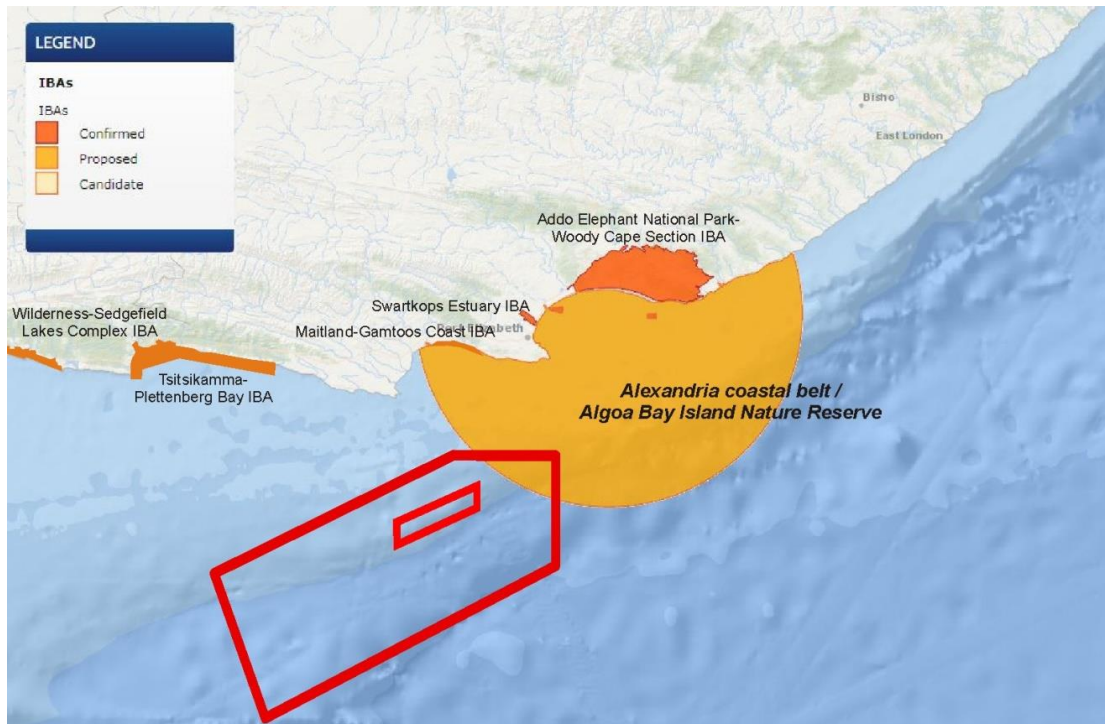 LEGEND
IBAs
IBAs
Confirmed
Proposed
Candidate
Bisho
East London
Addo Elephant National Park-
Woody Cape Section IBA
Swartkops Estuary IBA
Wilderness-Sedgefield
Lakes Complex IBA
Maitland-Gamtoos Coast IBA
Port Elizabeth
Tsitsikamma-
Plettenberg Bay IBA
Alexandria coastal belt /
Algoa Bay Island Nature Reserve